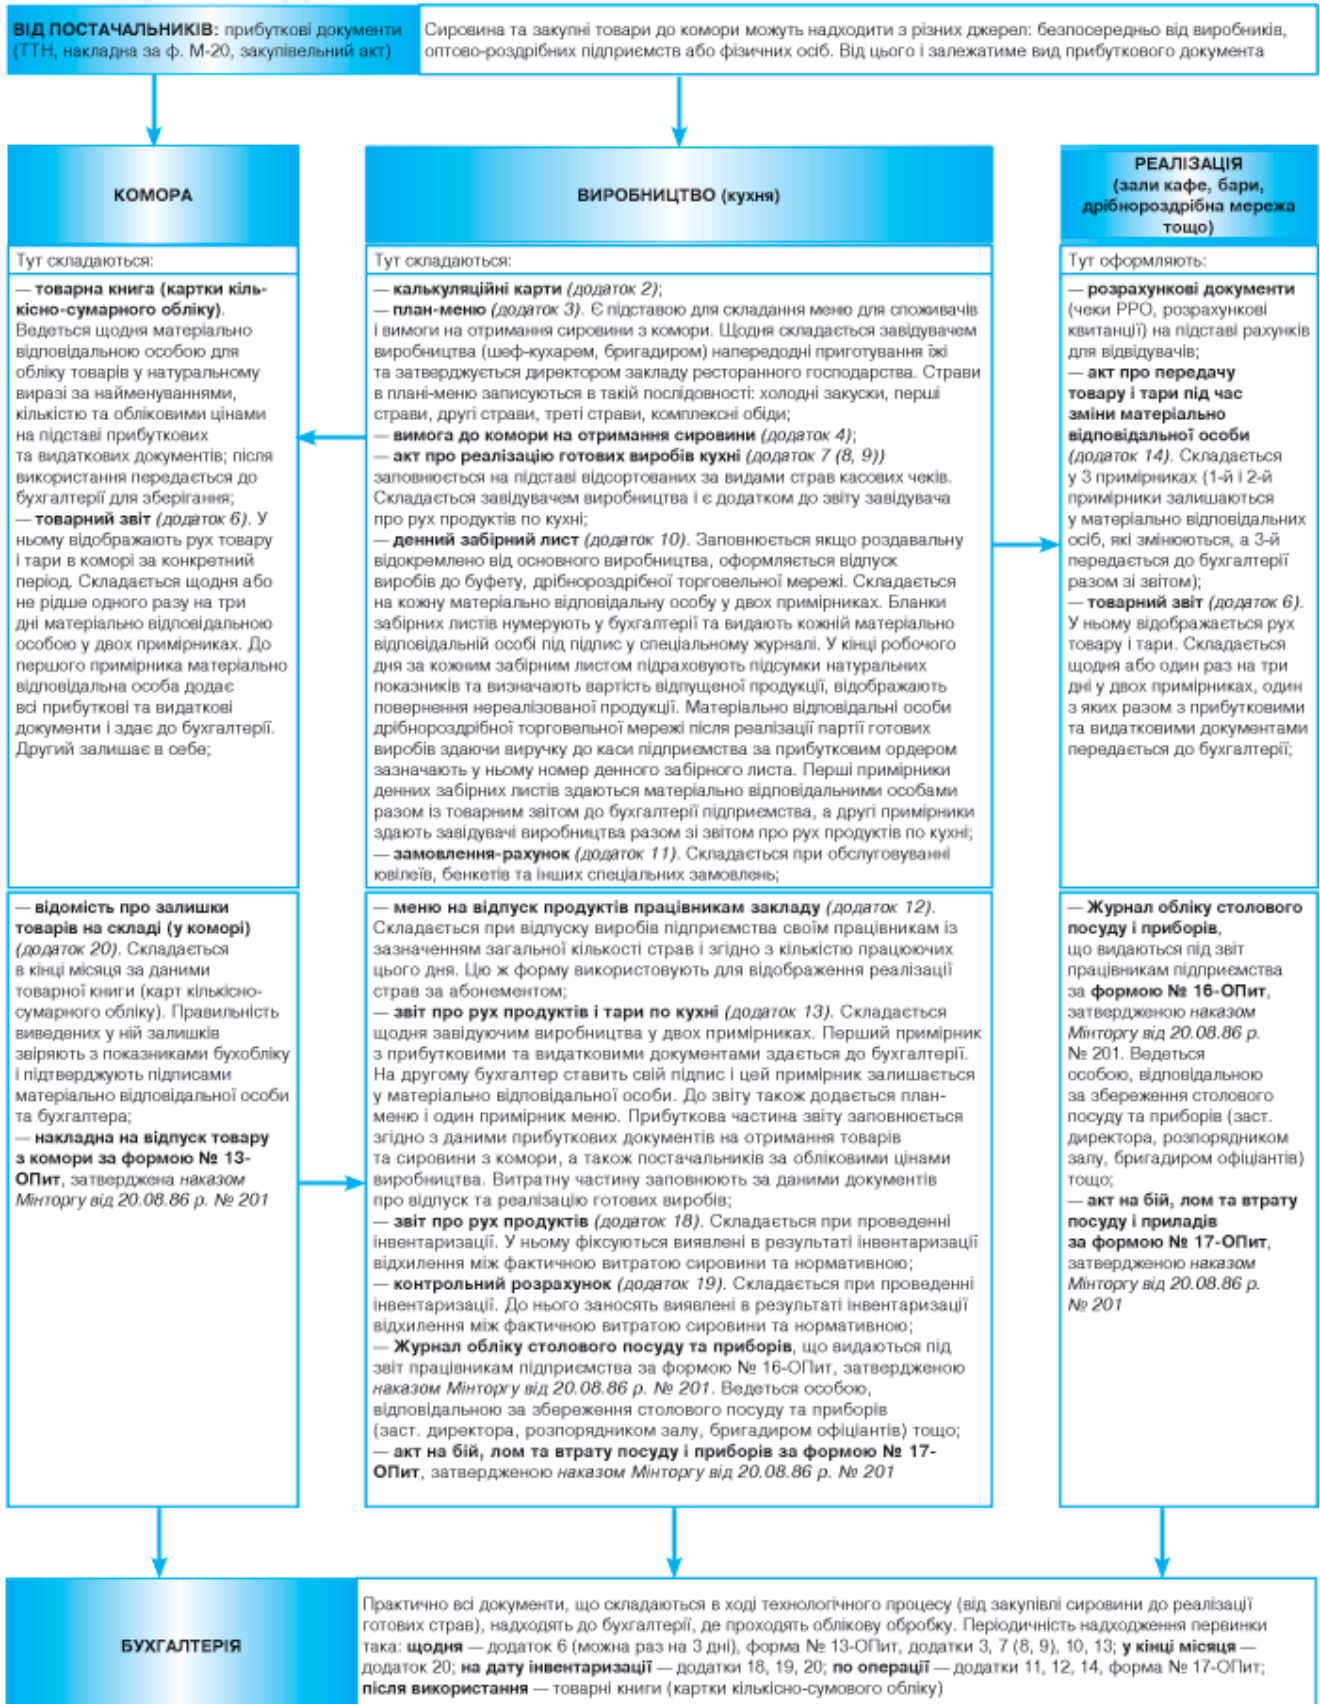 ВІД ПОСТАЧАЛЬНИКІВ: прибуткові документи
(ТТН, накладна за ф. М-20, закупівельний акт)
Сировина та закупні товари до комори можуть надходити з різних джерел: безпосередньо від виробників,
оптово-роздрібних підприємств або фізичних осіб. Від цього і залежатиме вид прибуткового документа
КОМОРА
Тут складаються:
— товарна книга (картки кіль-
кісно-сумарного обліку).
Ведеться щодня матеріально
відповідальною особою для
обліку товарів у натуральному
виразі за найменуваннями,
кількістю та обліковими цінами
на підставі прибуткових
та видаткових документів; після
використання передається до
бухгалтерії для зберігання;
— товарний звіт (додаток 6). У
ньому відображають рух товару
і тари в коморі за конкретний
період. Складається щодня або
не рідше одного разу на три
дні матеріально відповідальною
особою у двох примірниках. До
першого примірника матеріально
відповідальна особа додає
всі прибуткові та видаткові
документи і здає до бухгалтерії.
Другий залишає в себе;
— відомість про залишки
товарів на складі (у коморі)
(додаток 20). Складається
в кінці місяця за даними
товарної книги (карт кількісно-
сумарного обліку). Правильність
виведених у ній залишків
звіряють з показниками бухобліку
і підтверджують підписами
матеріально відповідальної особи
та бухгалтера;
— накладна на відпуск товару
з комори за формою № 13-
ОПит, затверджена наказом
Мінторгу від 20.08.86 р. № 201
ВИРОБНИЦТВО (кухня)
Тут складаються:
— калькуляційні карти (додаток 2);
— план-меню (додаток 3). Є підставою для складання меню для споживачів
і вимоги на отримання сировини з комори. Щодня складається завідувачем
виробництва (шеф-кухарем, бригадиром) напередодні приготування їжі
та затверджується директором закладу ресторанного господарства. Страви
в плані-меню записуються в такій послідовності: холодні закуски, перші
страви, другі страви, треті страви, комплексні обіди;
— вимога до комори на отримання сировини (додаток 4);
— акт про реалізацію готових виробів кухні (додаток 7 (8, 9))
заповнюється на підставі відсортованих за видами страв касових чеків.
Складається завідувачем виробництва і є додатком до звіту завідувача
про рух продуктів по кухні;
— денний забірний лист (додаток 10). Заповнюється якщо роздавальну
відокремлено від основного виробництва, оформляється відпуск
виробів до буфету, дрібнороздрібної торговельної мережі. Складається
на кожну матеріально відповідальну особу у двох примірниках. Бланки
забірних листів нумерують у бухгалтерії та видають кожній матеріально
відповідальній особі під підпис у спеціальному журналі. У кінці робочого
дня за кожним забірним листом підраховують підсумки натуральних
показників та визначають вартість відпущеної продукції, відображають
повернення нереалізованої продукції. Матеріально відповідальні особи
дрібнороздрібної торговельної мережі після реалізації партії готових
виробів здаючи виручку до каси підприємства за прибутковим ордером
зазначають у ньому номер денного забірного листа. Перші примірники
денних забірних листів здаються матеріально відповідальними особами
разом із товарним звітом до бухгалтерії підприємства, а другі примірники
здають завідувачі виробництва разом зі звітом про рух продуктів по кухні;
— замовлення-рахунок (додаток 11). Складається при обслуговуванні
ювілеїв, бенкетів та інших спеціальних замовлень;
— меню на відпуск продуктів працівникам закладу (додаток 12).
Складається при відпуску виробів підприємства своїм працівникам із
зазначенням загальної кількості страв і згідно з кількістю працюючих
цього дня. Цю ж форму використовують для відображення реалізації
страв за абонементом;
— звіт про рух продуктів і тари по кухні (додаток 13). Складається
щодня завідуючим виробництва у двох примірниках. Перший примірник
з прибутковими та видатковими документами здається до бухгалтерії.
На другому бухгалтер ставить свій підпис і цей примірник залишається
у матеріально відповідальної особи. До звіту також додається план-
меню і один примірник меню. Прибуткова частина звіту заповнюється
згідно з даними прибуткових документів на отримання товарів
та сировини з комори, а також постачальників за обліковими цінами
виробництва. Витратну частину заповнюють за даними документів
про відпуск та реалізацію готових виробів;
— звіт про рух продуктів (додаток 18). Складається при проведенні
інвентаризації. У ньому фіксуються виявлені в результаті інвентаризації
відхилення між фактичною витратою сировини та нормативною;
— контрольний розрахунок (додаток 19). Складається при проведенні
інвентаризації. До нього заносять виявлені в результаті інвентаризації
відхилення між фактичною витратою сировини та нормативною;
— Журнал обліку столового посуду та приборів, що видаються під
звіт працівникам підприємства за формою № 16-ОПит, затвердженою
наказом Мінторгу від 20.08.86 р. № 201. Ведеться особою,
відповідальною за збереження столового посуду та приборів
(заст. директора, розпорядником залу, бригадиром офіціантів) тощо;
— акт на бій, лом та втрату посуду і приборів за формою № 17-
ОПит, затвердженою наказом Мінторгу від 20.08.86 р. № 201
РЕАЛІЗАЦІЯ
(зали кафе, бари,
дрібнороздрібна мережа
тощо)
Тут оформляють:
— розрахункові документи
(чеки РРО, розрахункові
квитанції) на підставі рахунків
для відвідувачів;
— акт про передачу
товару і тари під час
зміни матеріально
відповідальної особи
(додаток 14). Складається
у 3 примірниках (1-й і 2-й
примірники залишаються
у матеріально відповідальних
осіб, які змінюються, а 3-й
передається до бухгалтерії
разом зі звітом);
— товарний звіт (додаток 6).
У ньому відображається рух
товару і тари. Складається
щодня або один раз на три
дні у двох примірниках, один
з яких разом з прибутковими
та видатковими документами
передається до бухгалтерії;
— Журнал обліку столового
посуду і приборів,
що видаються під звіт
працівникам підприємства
за формою № 16-ОПит,
затвердженою наказом
Мінторгу від 20.08.86 р.
№ 201. Ведеться
особою, відповідальною
за збереження столового
посуду та приборів (заст.
директора, розпорядником
залу, бригадиром офіціантів)
тощо;
— акт на бій, лом та втрату
посуду і приладів
за формою № 17-ОПит,
затвердженою наказом
Мінторгу від 20.08.86 р.
№ 201
БУХГАЛТЕРІЯ
Практично всі документи, що складаються в ході технологічного процесу (від закупівлі сировини до реалізації
готових страв), надходять до бухгалтерії, де проходять облікову обробку. Періодичність надходження первинки
така: щодня — додаток 6 (можна раз на 3 дні), форма № 13-ОПит, додатки 3, 7 (8, 9), 10, 13; у кінці місяця —
додаток 20; на дату інвентаризації — додатки 18, 19, 20; по операції — додатки 11, 12, 14, форма № 17-ОПит;
після використання — товарні книги (картки кількісно-сумового обліку)